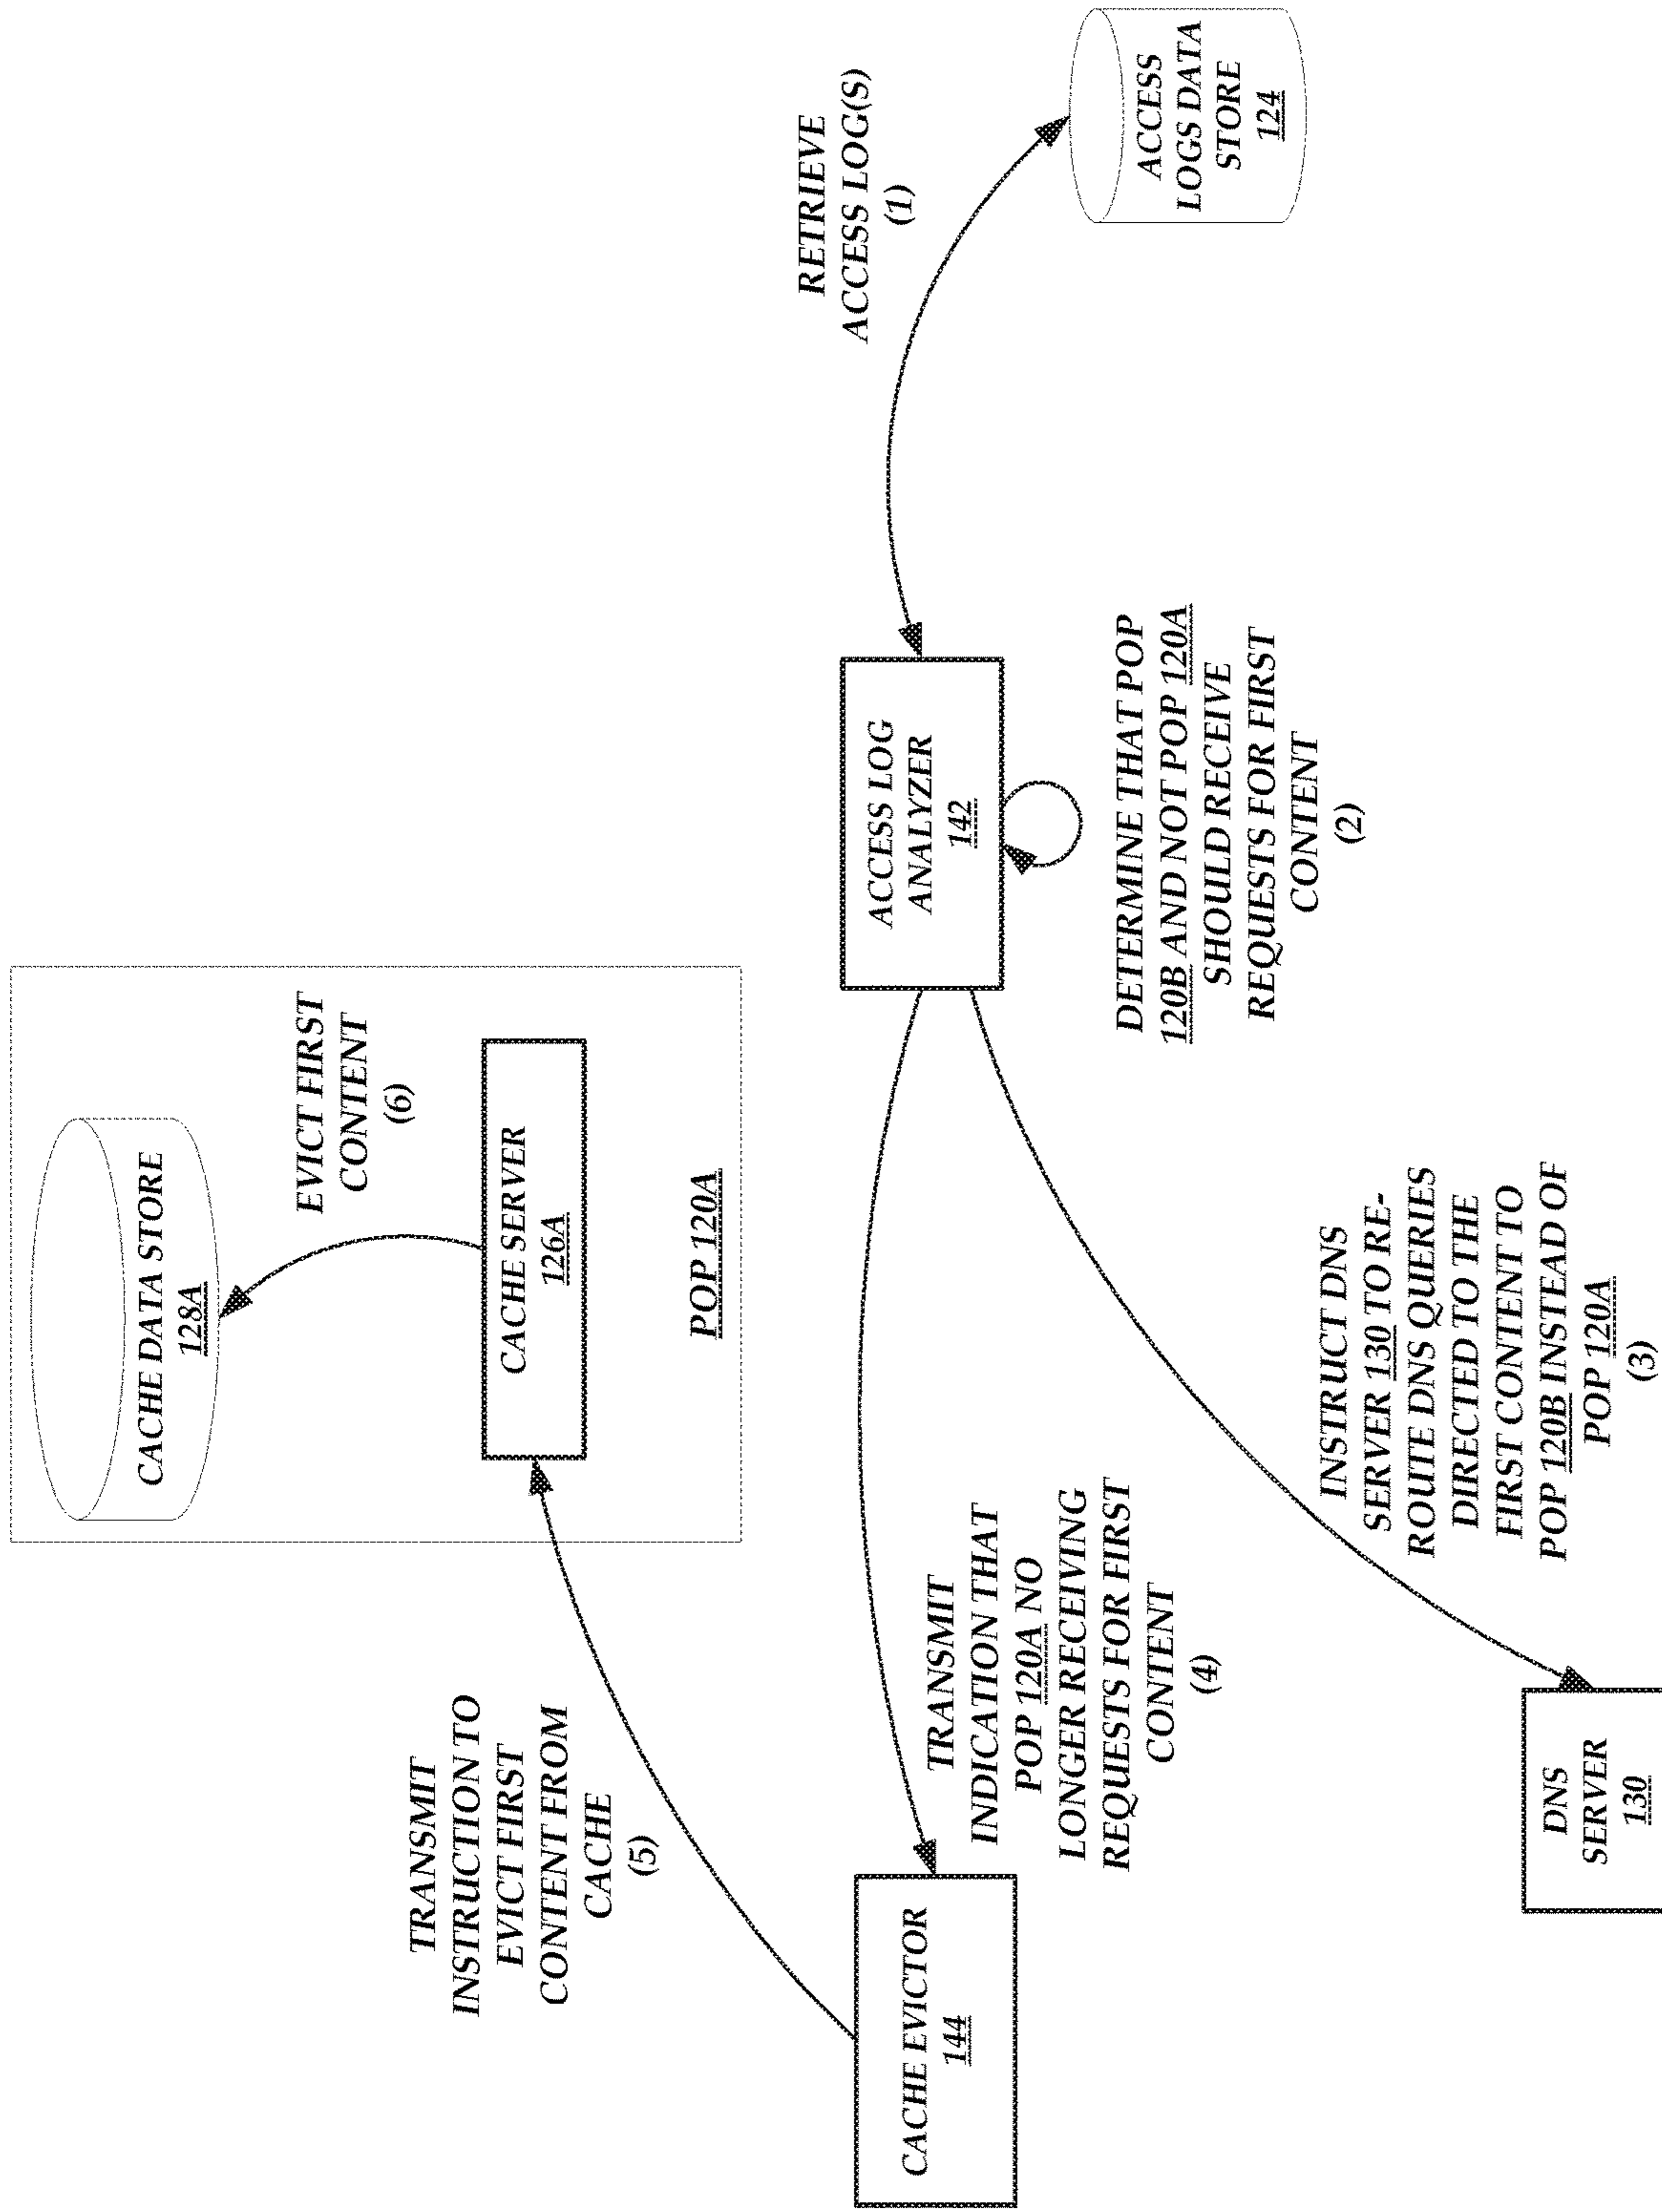 CACHE DATA STORE
128A
EVICT FIRST
CONTENT
(6)
CACHE SERVER
126A
POP 120A
TRANSMIT
INSTRUCTION TO
EVICT FIRST
CONTENT FROM
CACHE
(5)
RETRIEVE
ACCESS LOG(S)
(1)
CACHE EVICTOR
144
TRANSMIT
INDICATION THAT
POP 120A NO
LONGER RECEIVING
REQUESTS FOR FIRST
CONTENT
(4)
ACCESS LOG
ANALYZER
142
DETERMINE THAT POP
120B AND NOT POP 120A
SHOULD RECEIVE
REQUESTS FOR FIRST
CONTENT
(2)
ACCESS
LOGS DATA
STORE
124
INSTRUCT DNS
SERVER 130 TO RE-
ROUTE DNS QUERIES
DIRECTED TO THE
FIRST CONTENT TO
POP 120B INSTEAD OF
POP 120A
(3)
DNS
SERVER
130